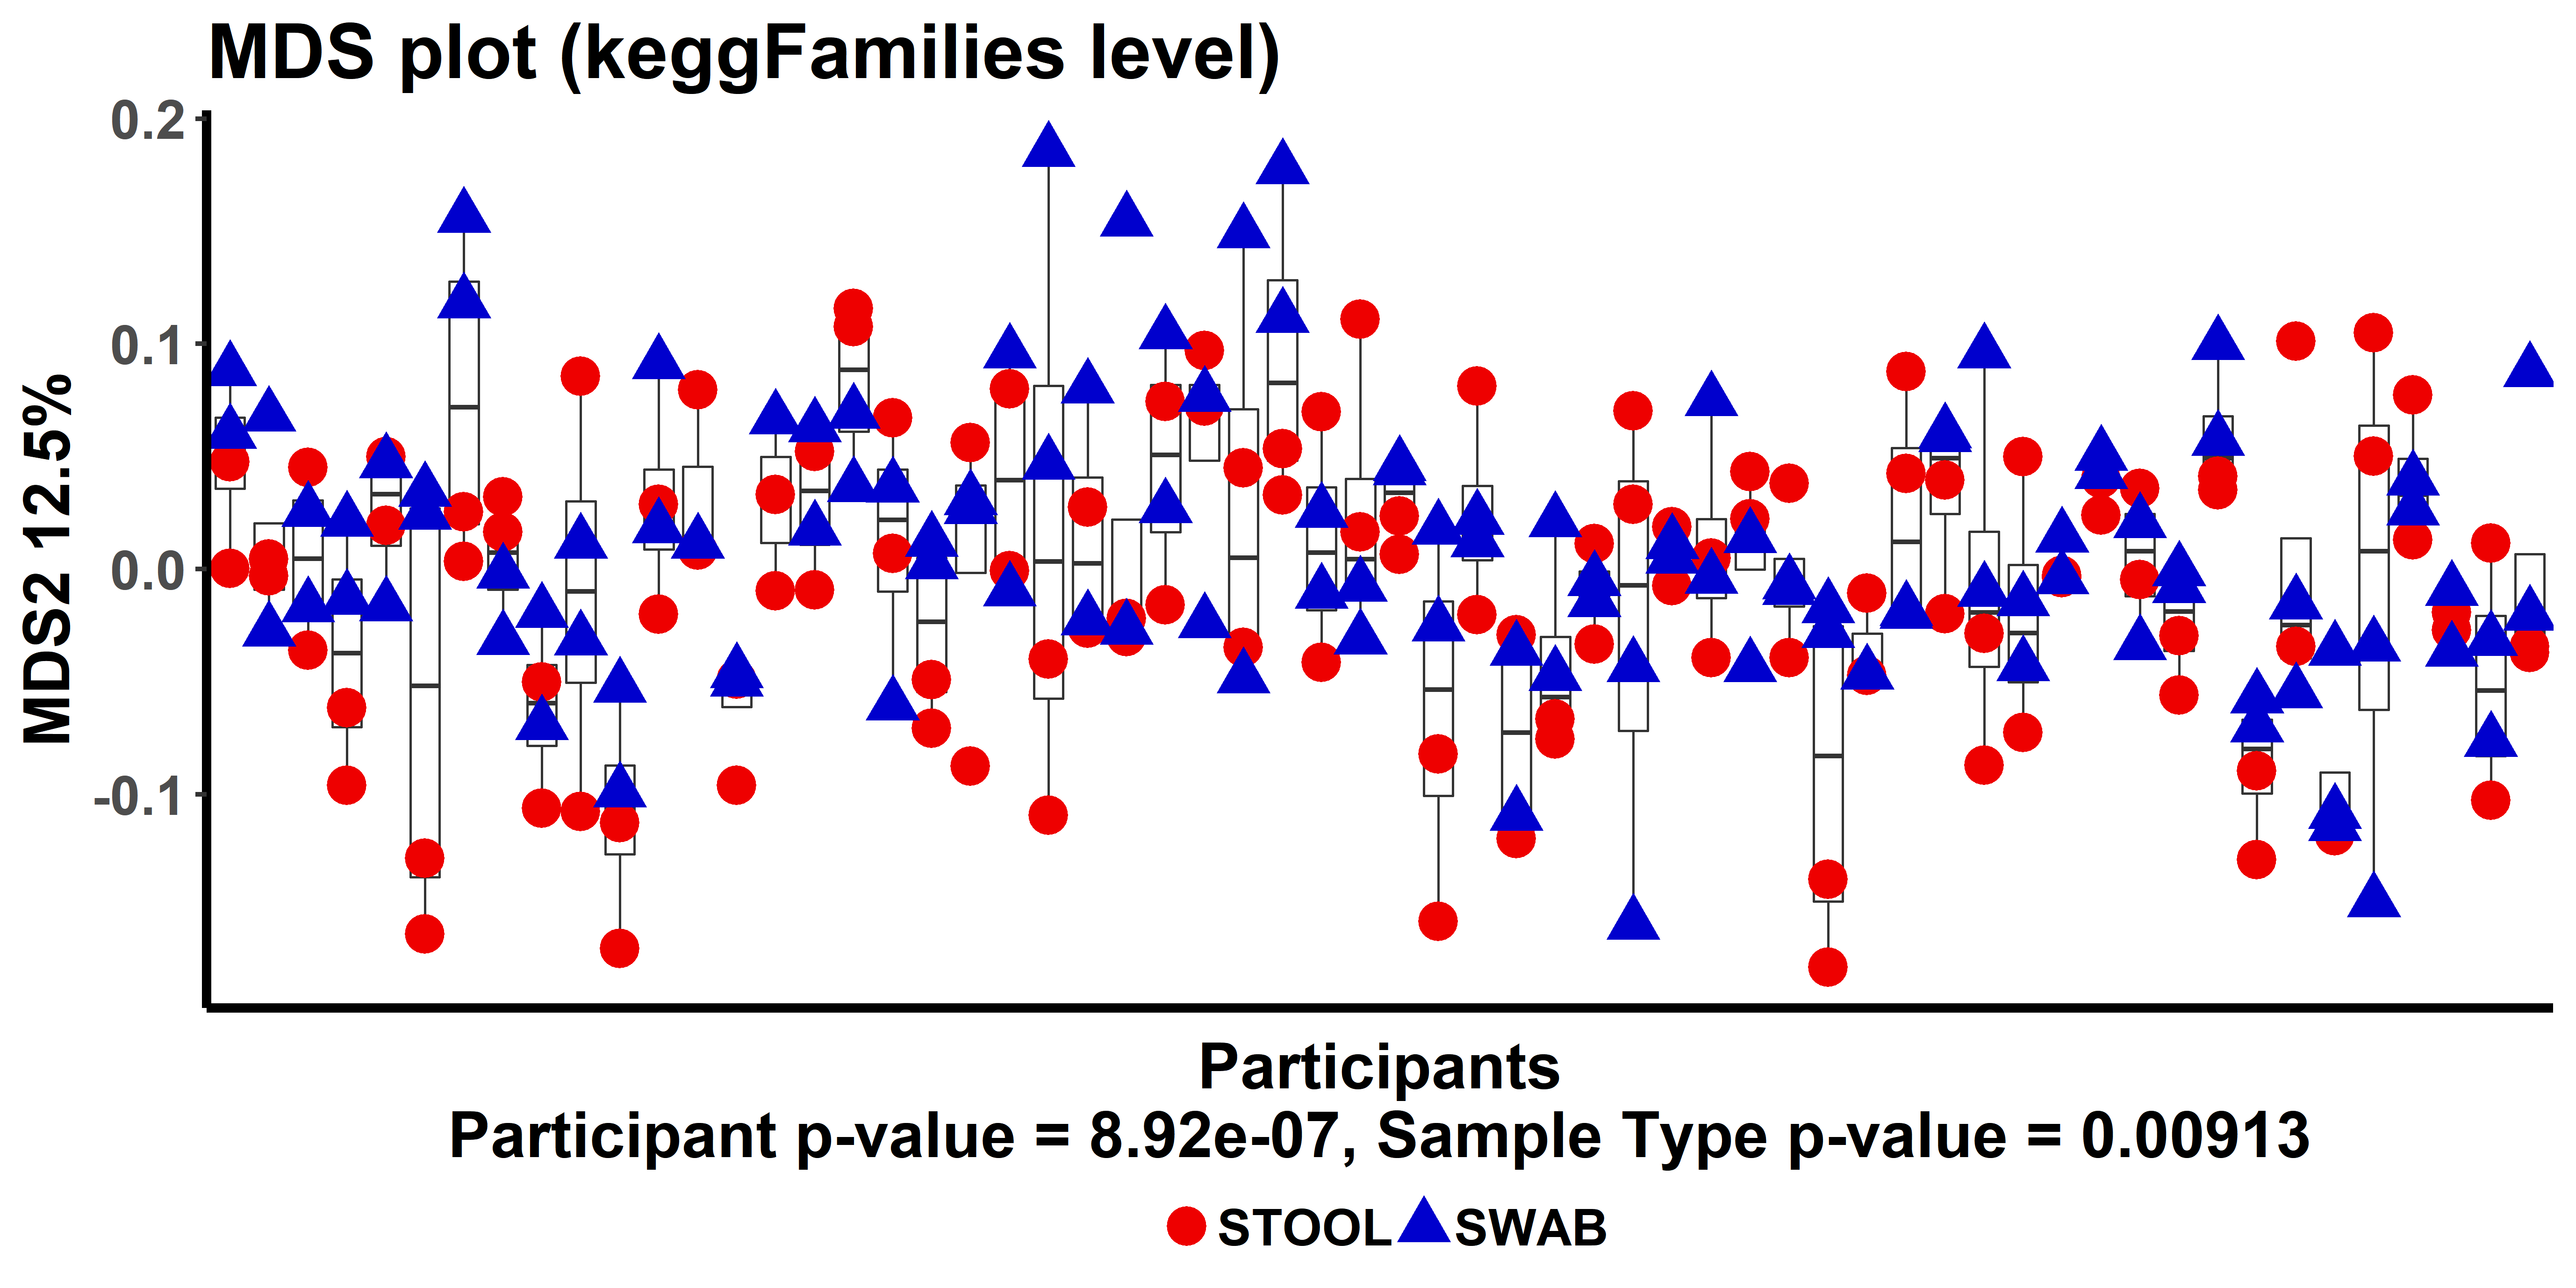 MDS plot (keggFamilies level)
MDS2 12.5%
0.2
0.1
0.0
-0.1
Participants
Participant p-value = 8.92e-07, Sample Type p-value = 0.00913
STOOL SWAB